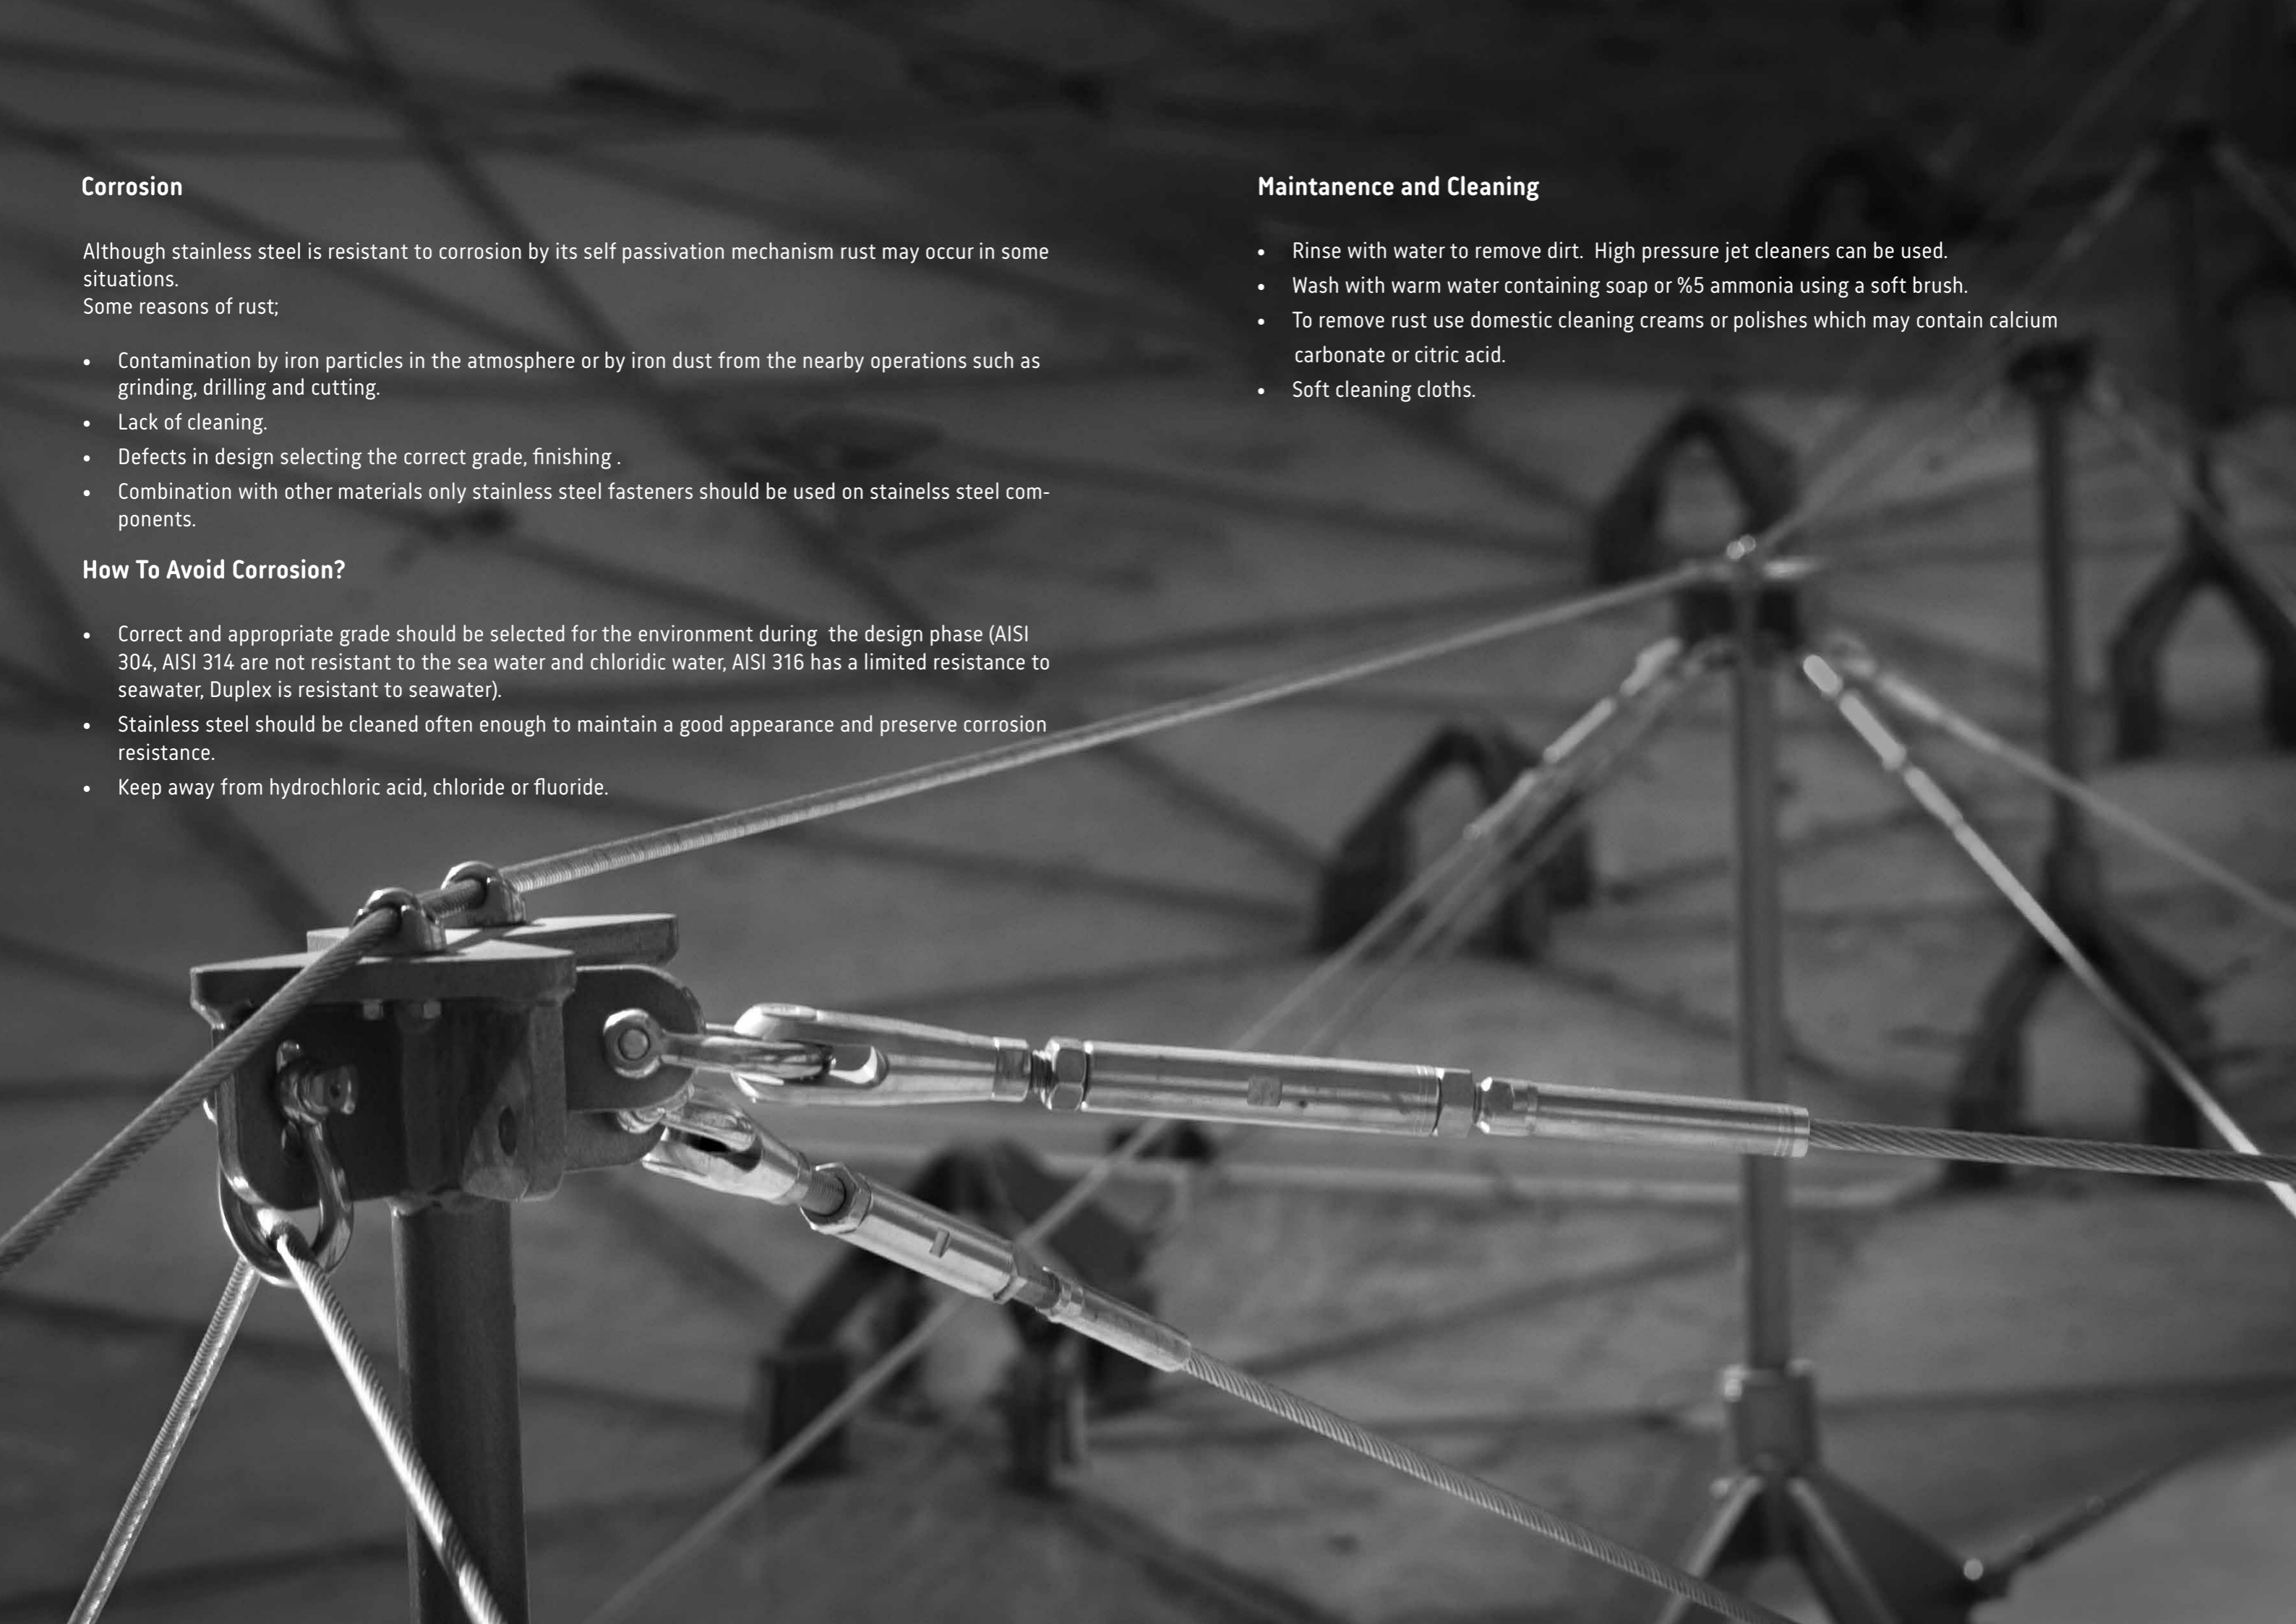 Corrosion
Although stainless steel is resistant to corrosion by its self passivation mechanism rust may occur in some
situations.
Some reasons of rust;
• Contamination by iron particles in the atmosphere or by iron dust from the nearby operations such as
grinding, drilling and cutting.
• Lack of cleaning.
• Defects in design selecting the correct grade, finishing .
• Combination with other materials only stainless steel fasteners should be used on stainelss steel com-
ponents.
How To Avoid Corrosion?
• Correct and appropriate grade should be selected for the environment during  the design phase (AISI
304, AISI 314 are not resistant to the sea water and chloridic water, AISI 316 has a limited resistance to
seawater, Duplex is resistant to seawater).
• Stainless steel should be cleaned often enough to maintain a good appearance and preserve corrosion
resistance.
• Keep away from hydrochloric acid, chloride or fluoride.
Maintanence and Cleaning
• Rinse with water to remove dirt.  High pressure jet cleaners can be used.
• Wash with warm water containing soap or %5 ammonia using a soft brush.
• To remove rust use domestic cleaning creams or polishes which may contain calcium
carbonate or citric acid.
• Soft cleaning cloths.